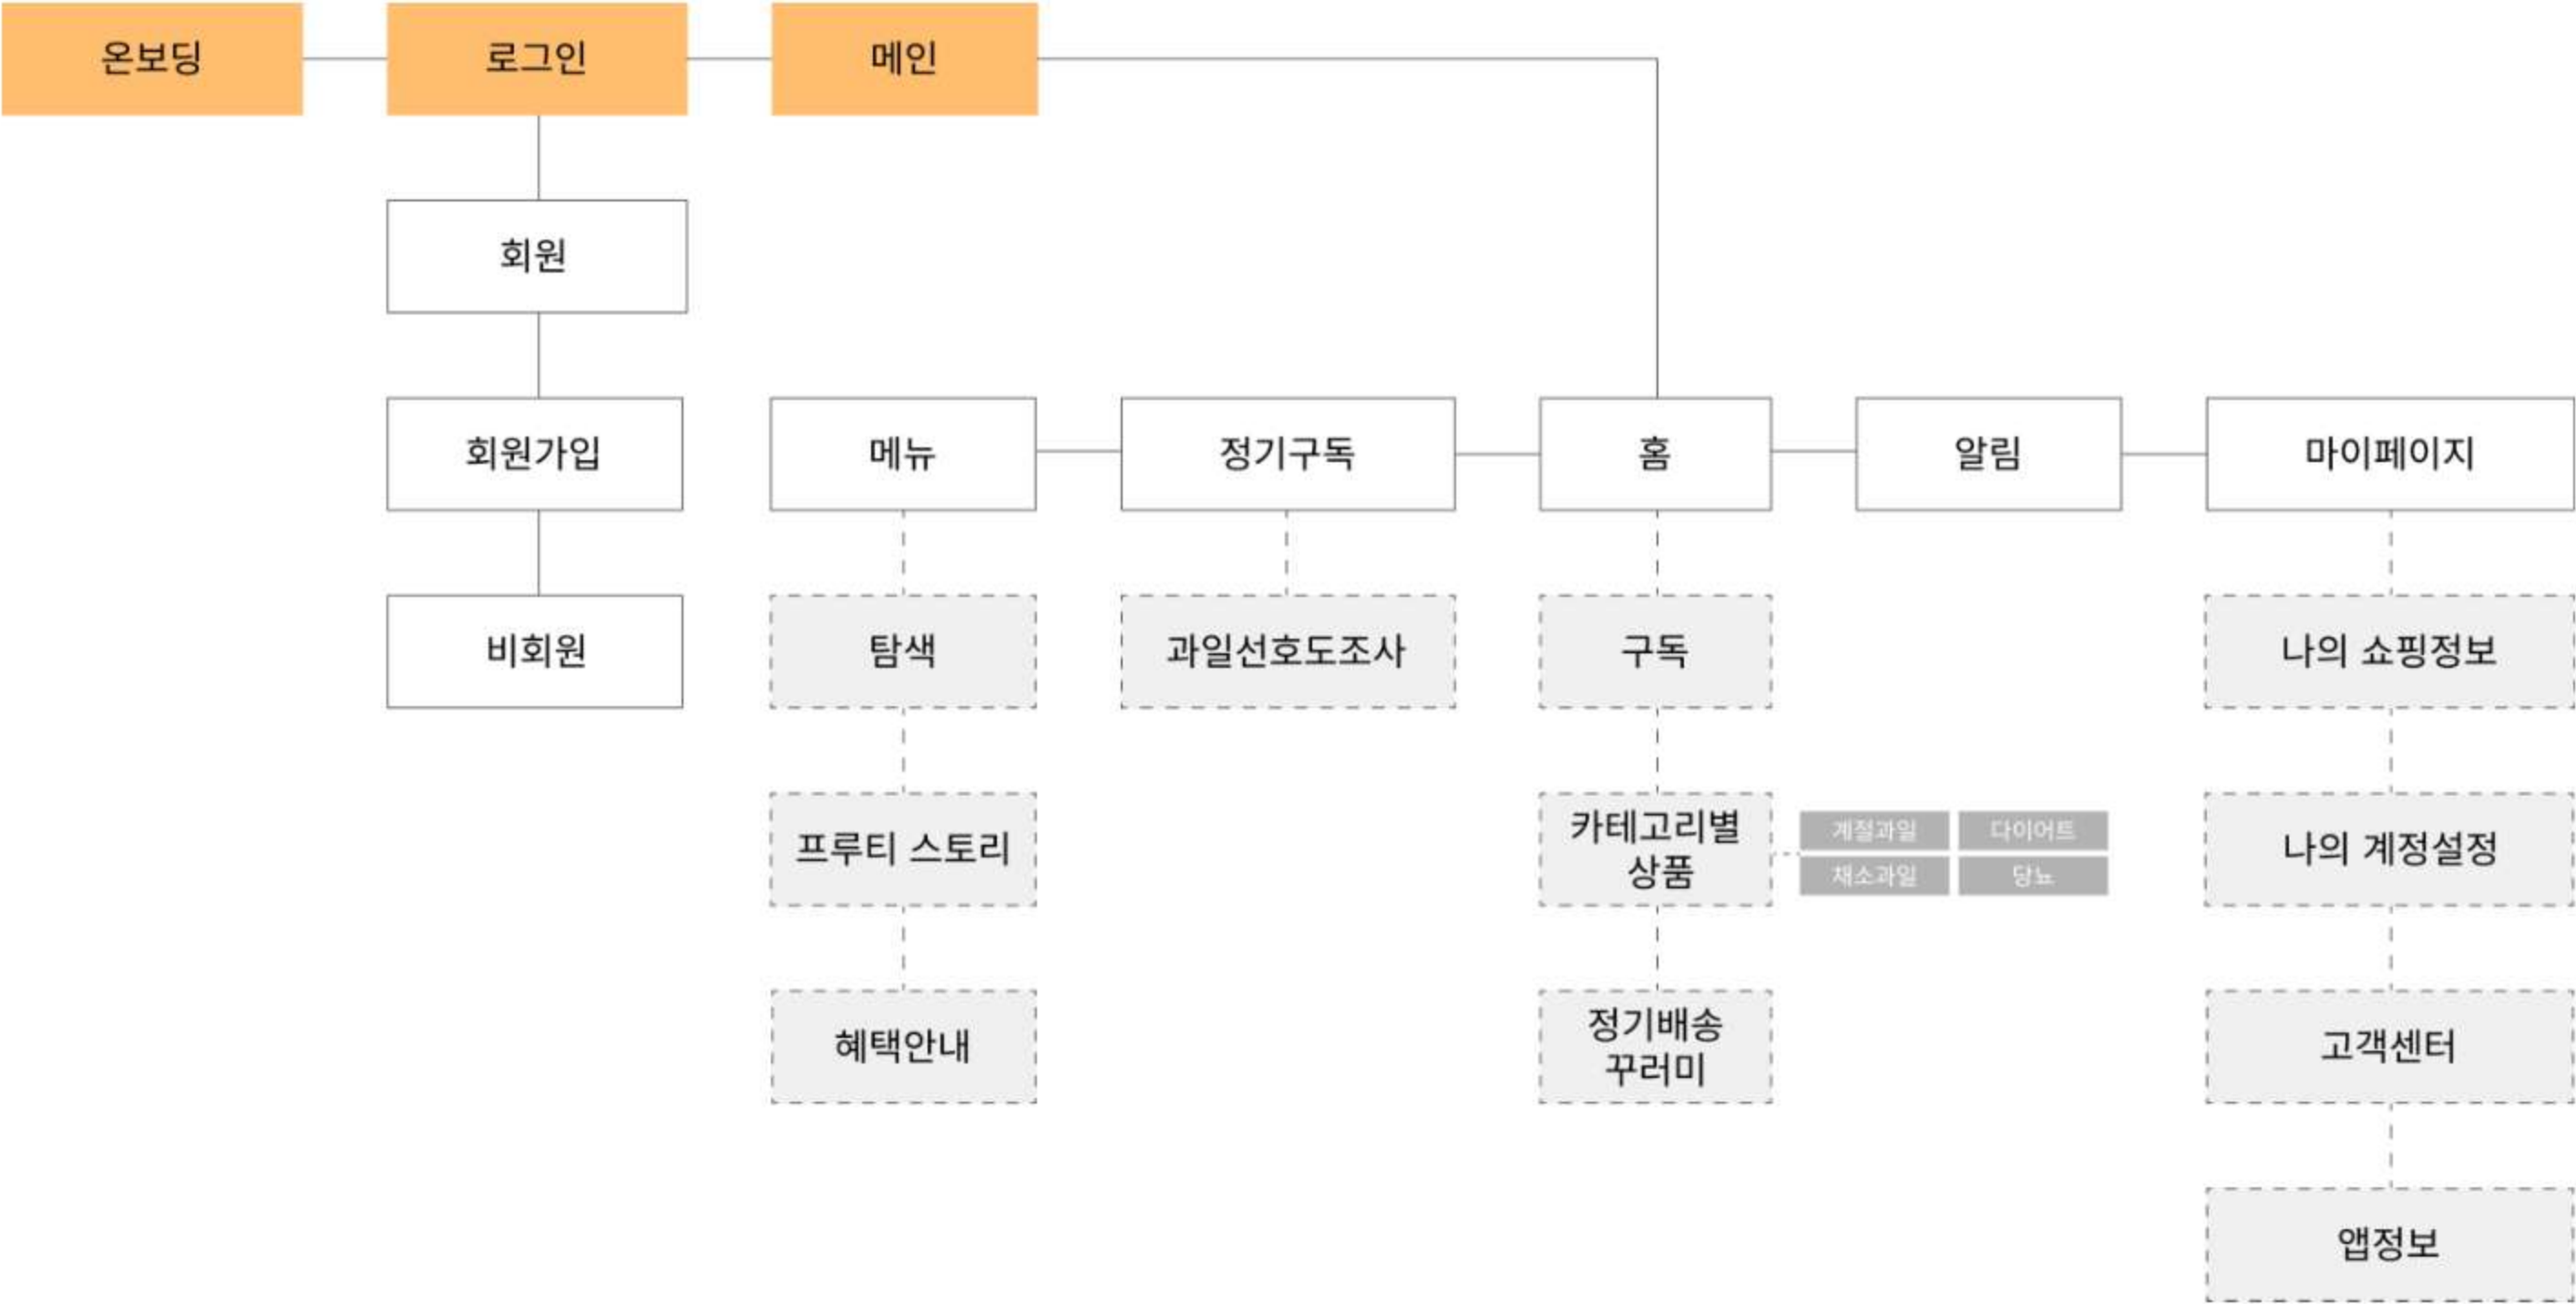 온보딩
로그인
메인
회원
회원가입
메뉴
정기구독
홈
알림
마이페이지
비회원
탐색
과일선호도조사
구독
나의 쇼핑정보
프루티 스토리
카테고리별
상품
계절과일
다이어트
채소과일
당뇨
나의 계정설정
혜택안내
정기배송
꾸러미
고객센터
앱정보